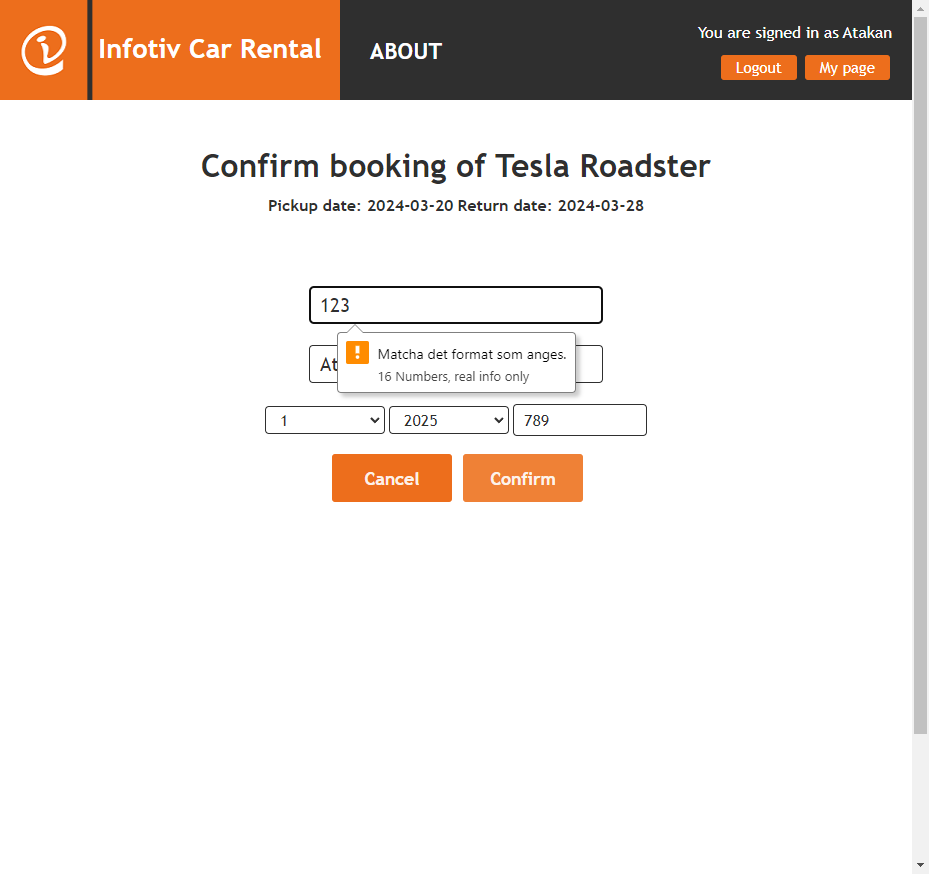 Infotiv Car Rental
ABOUT
You are signed in as Atakan
Logout My page
Confirm booking of Tesla Roadster
Pickup date: 2024-03-20 Return date: 2024-03-28
123
At
Matcha det format som anges.
16 Numbers, real info only
1 2025 789
Cancel Confirm